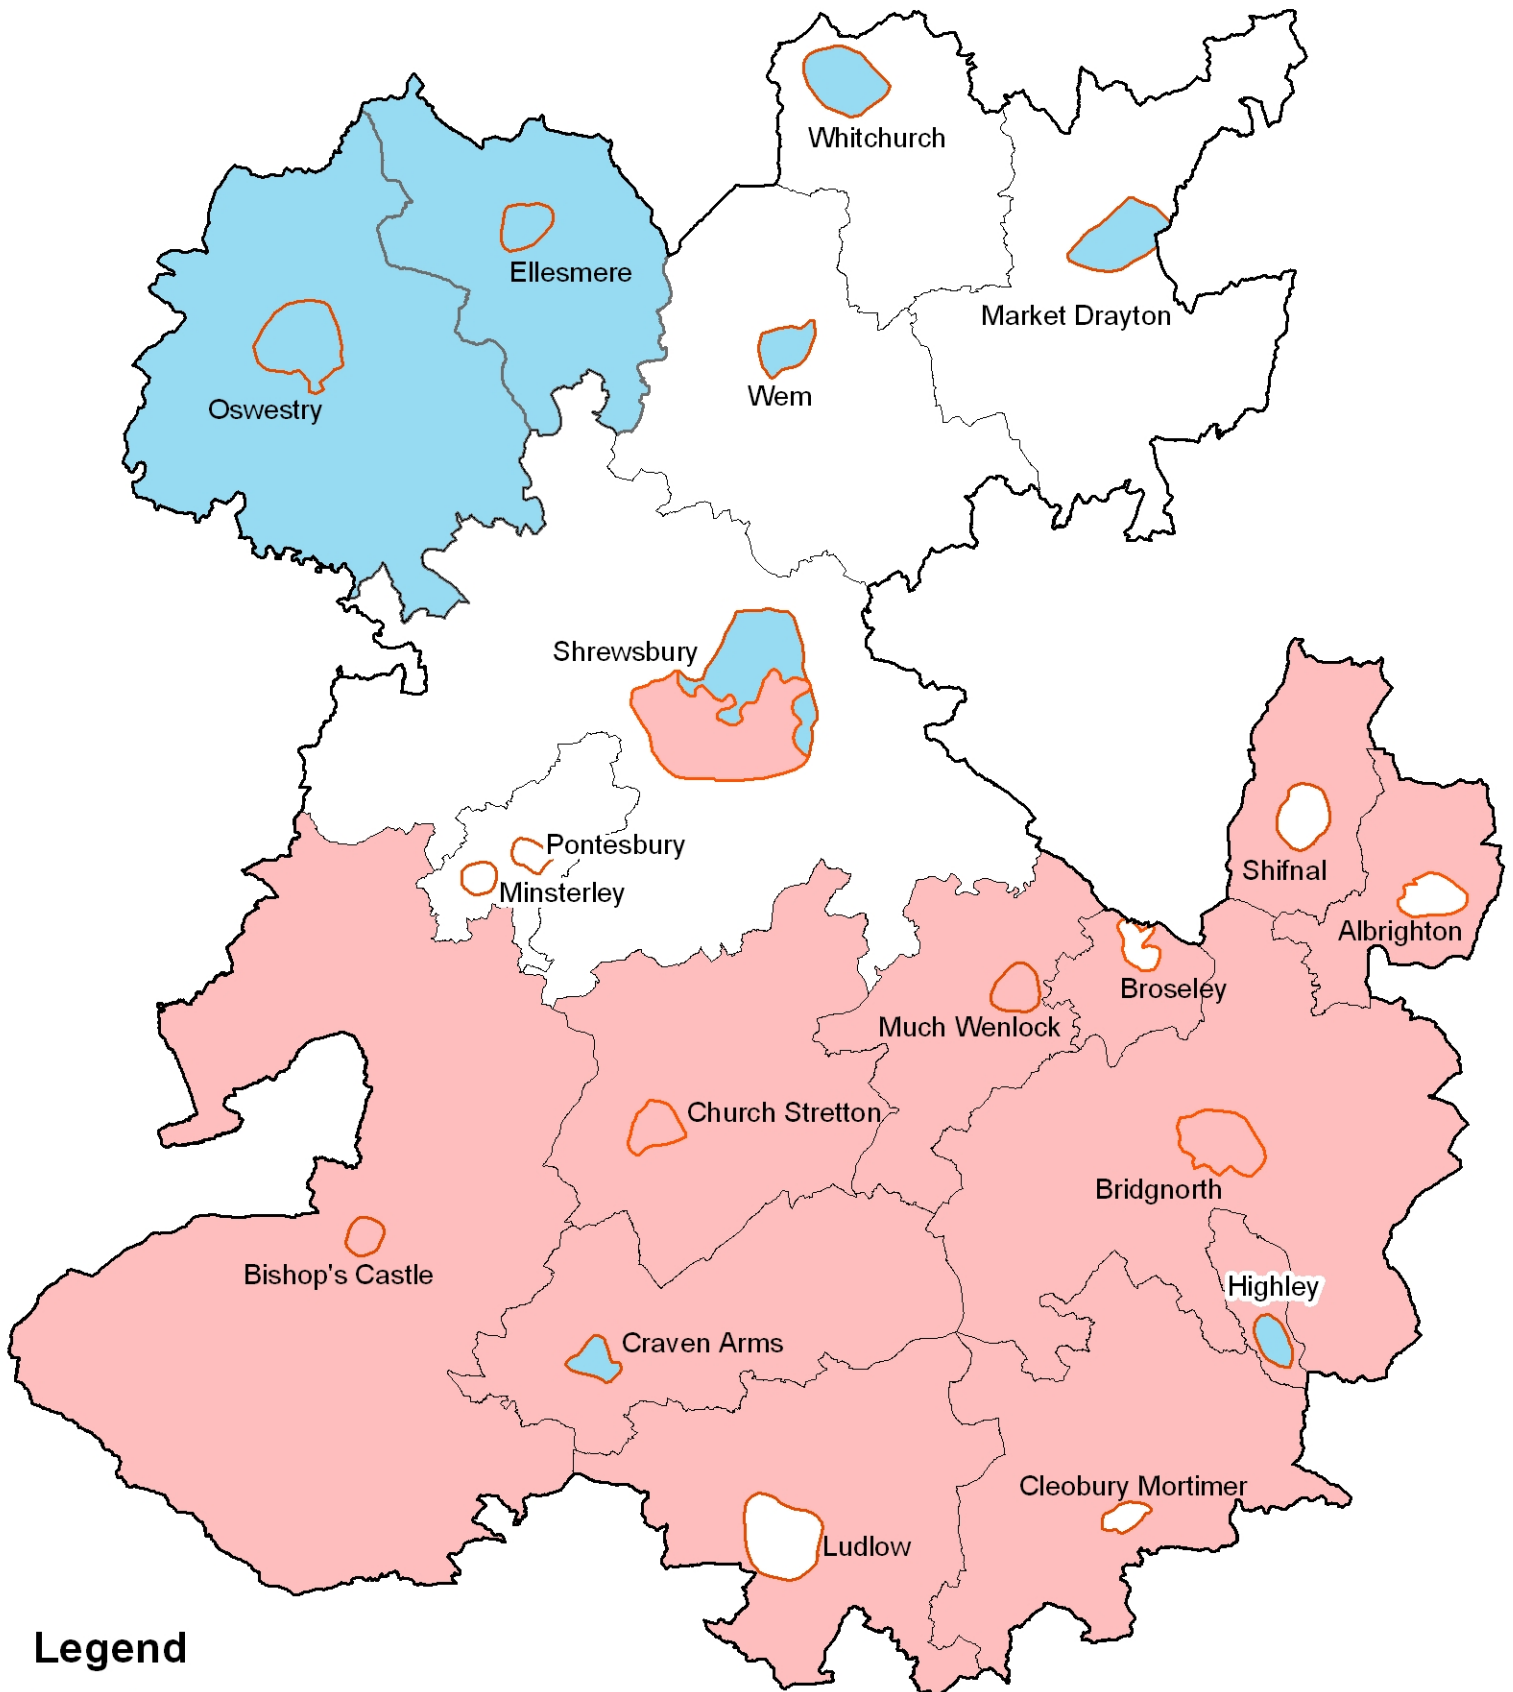 Whitchurch
Ellesmere
Market Drayton
Wem
Oswestry
Shrewsbury
Pontesbury
Minsterley
Shifnal
Albrighton
Broseley
Much Wenlock
Church Stretton
Bridgnorth
Bishop's Castle
Highley
Craven Arms
Cleobury Mortimer
Ludlow
Legend